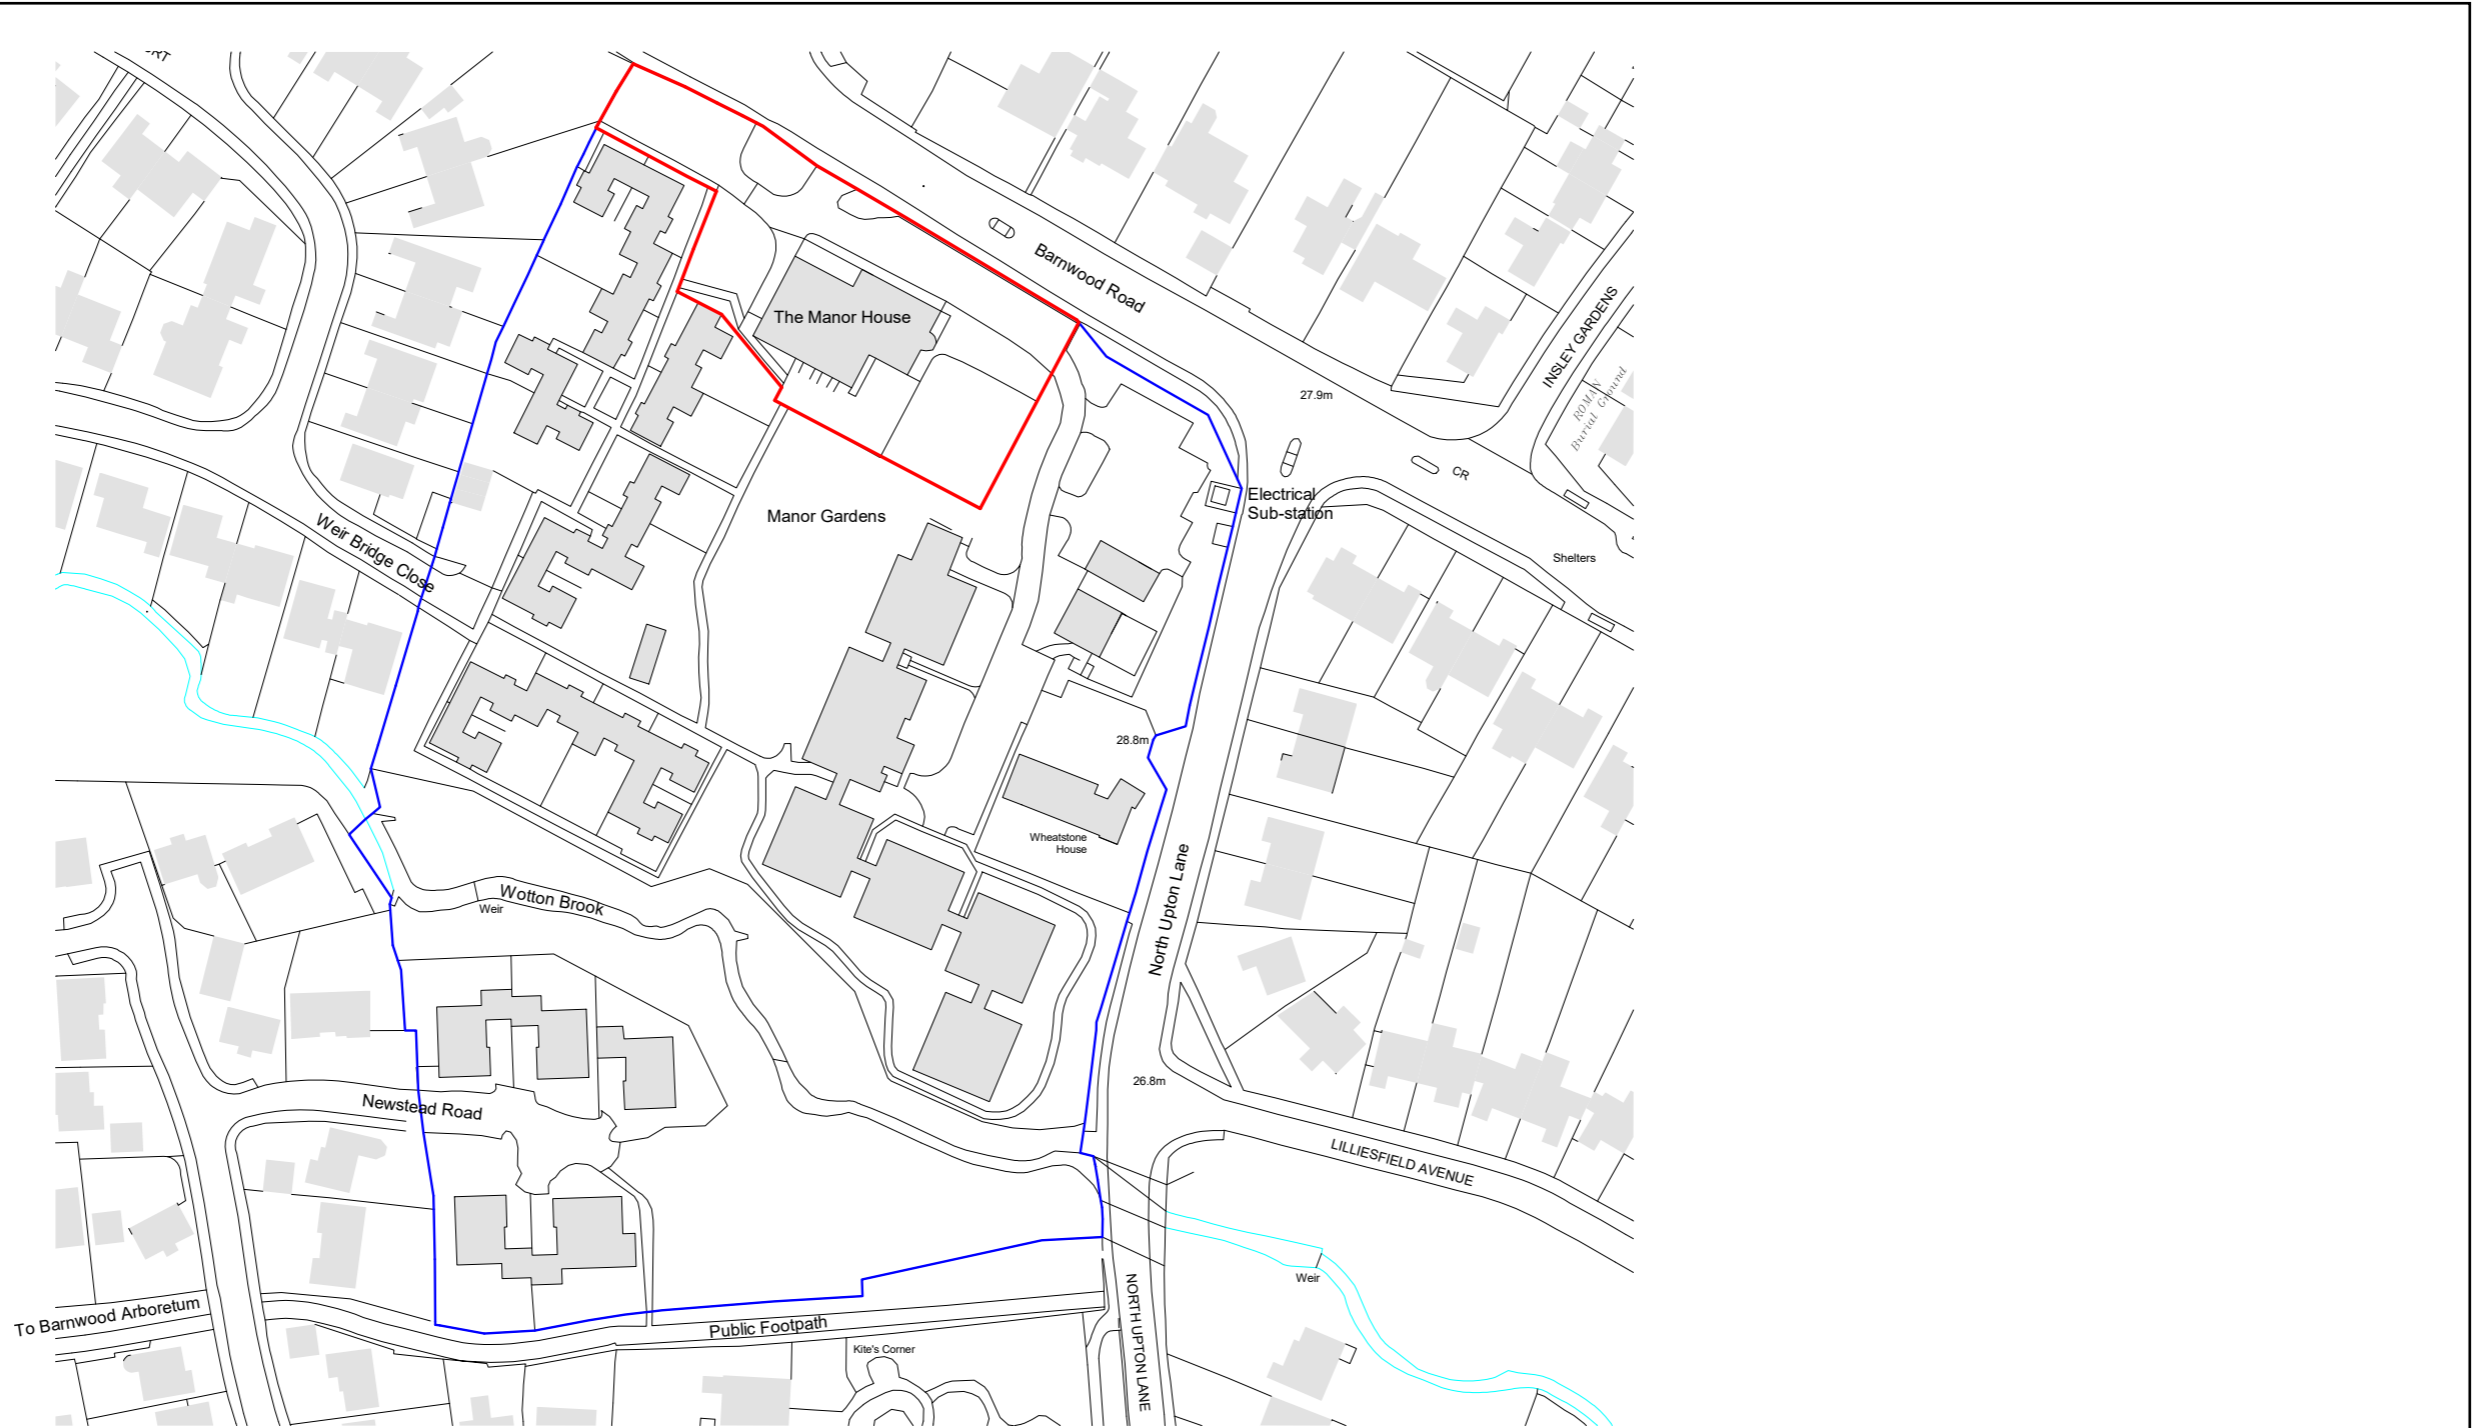 Barnwood Road
The Manor House
INSLEY GARDENS
ROMAN
Burial Ground
27.9m
CR
Electrical
Sub-station
Manor Gardens
Weir Bridge Close
Shelters
28.8m
Wheatstone
House
North Upton Lane
Wotton Brook
Weir
26.8m
Newstead Road
LILLIESFIELD AVENUE
Weir
To Barnwood Arboretum
Public Footpath
NORTH UPTON LANE
Kite's Corner